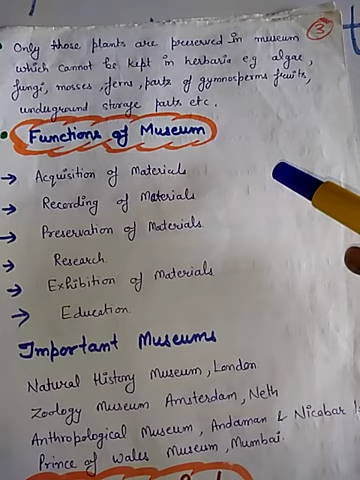 3
• Only those plants are preserved in museum
which cannot be kept in herbaria e.g algae,
fungi, mosses, ferns, parts of gymnosperms fruits,
underground storage parts etc.
• Functions of Museum
→ Acquisition of Materials
→ Recording of Materials
→ Preservation of Materials.
→ Research.
→ Exhibition of Materials
→ Education.
Important Museums
Natural History Museum, London
Zoology Museum Amsterdam, Neth
Anthropological Museum, Andaman & Nicobar
Prince of Wales Museum, Mumbai.